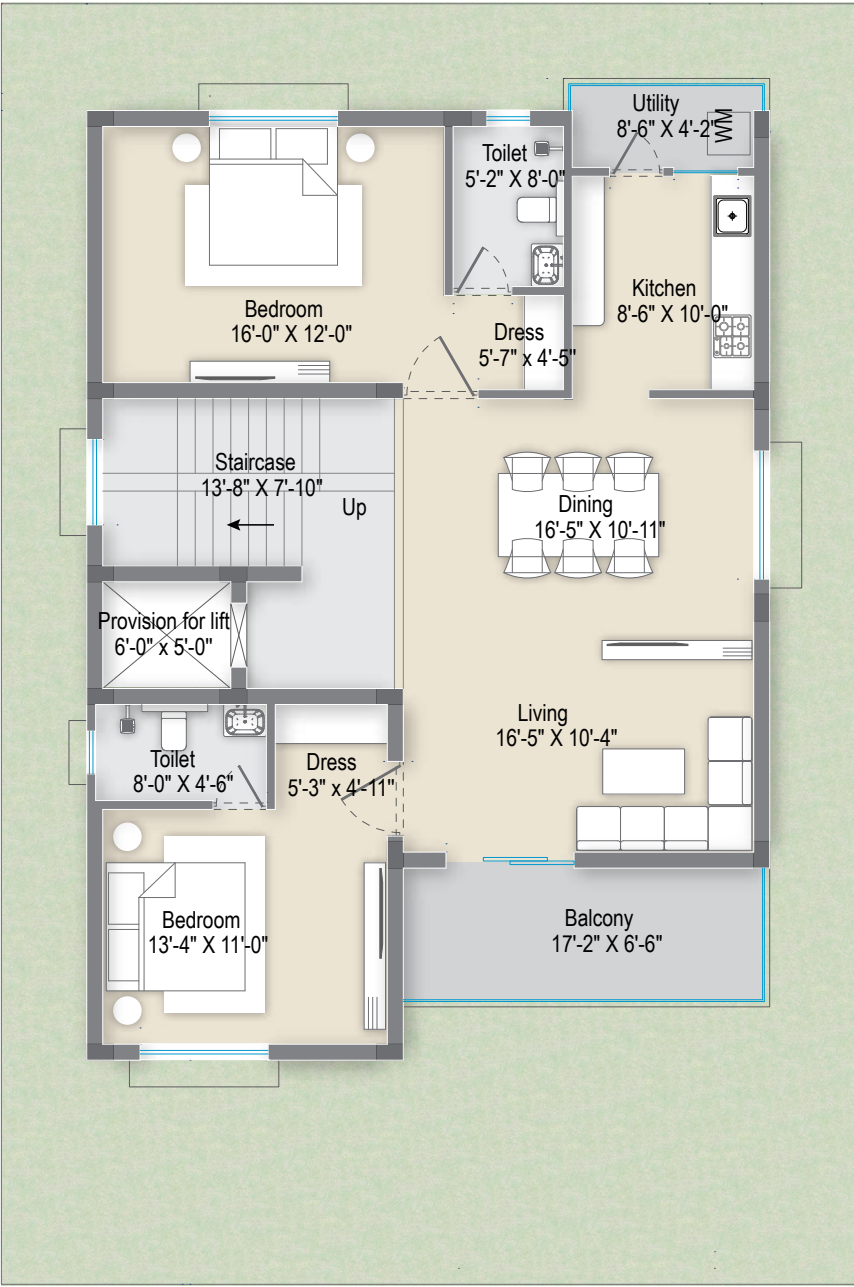 Utility
8'-6" X 4'-2"
WM
Toilet
5'-2" X 8'-0"
Bedroom
16'-0" X 12'-0"
Kitchen
8'-6" X 10'-0"
Dress
5'-7" x 4'-5"
Staircase
13'-8" X 7'-10"
Up
Dining
16'-5" X 10'-11"
Provision for lift
6'-0" x 5'-0"
Living
16'-5" X 10'-4"
Toilet
8'-0" X 4'-6"
Dress
5'-3" x 4'-11"
Bedroom
13'-4" X 11'-0"
Balcony
17'-2" X 6'-6"